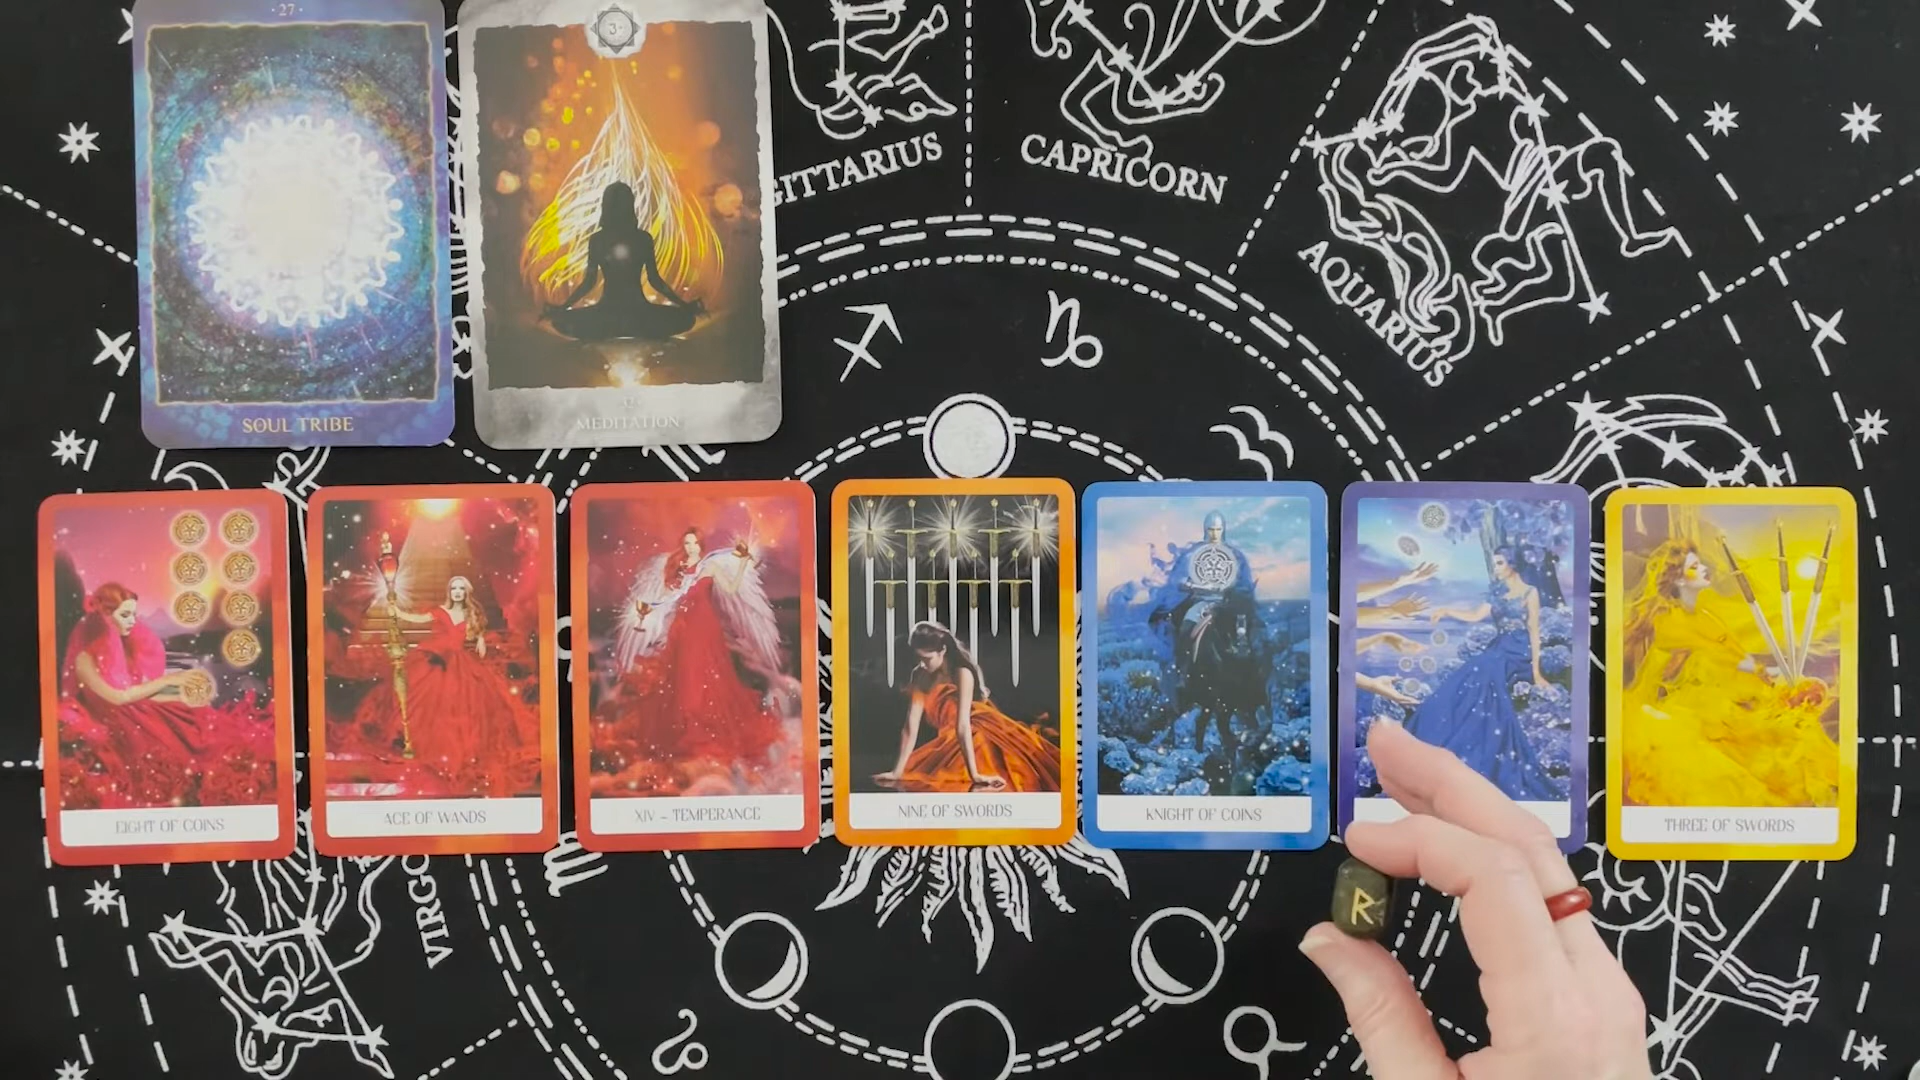 · 27 ·
3
SOUL TRIBE
MEDITATION
GITTARIUS
CAPRICORN
AQUARIUS
EIGHT OF COINS
ACE OF WANDS
XIV – TEMPERANCE
NINE OF SWORDS
KNIGHT OF COINS
THREE OF SWORDS
VIRGO
R